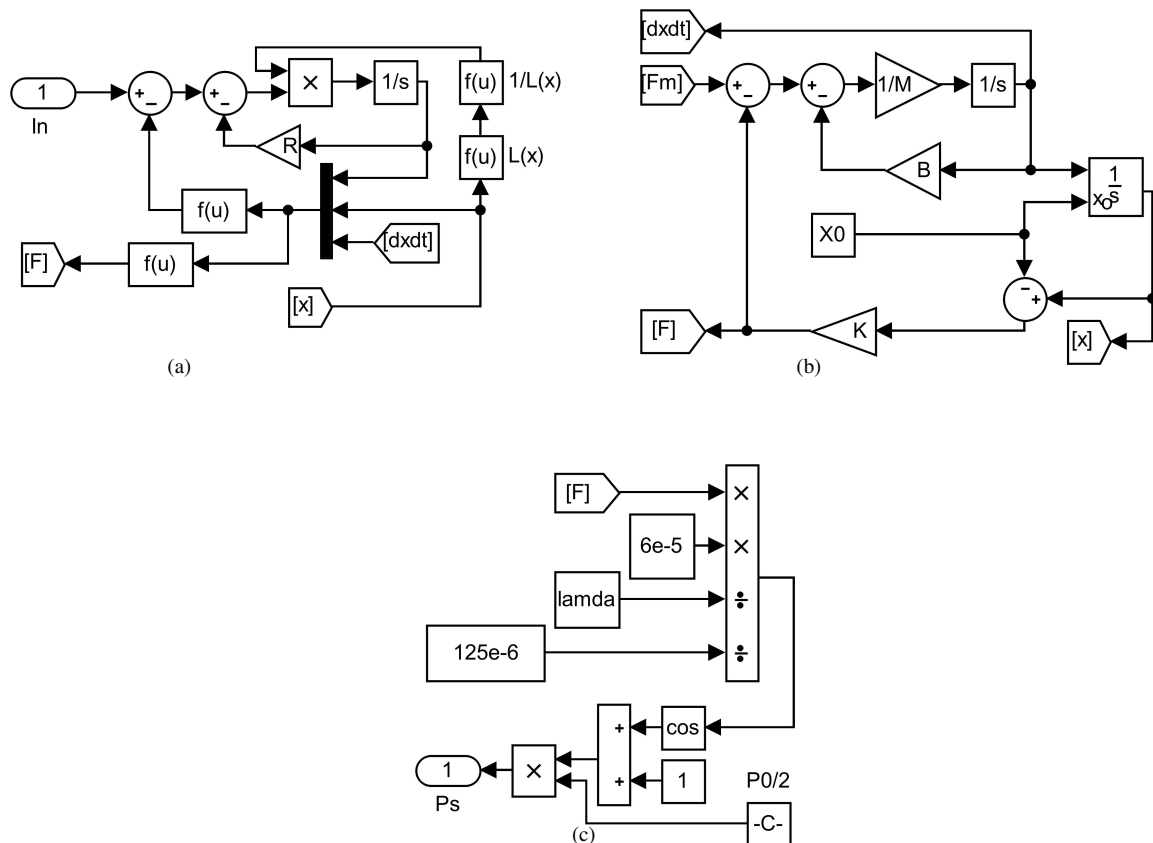 1
In
+
-
+
-
×
1/s
f(u)
1/L(x)
R
f(u)
L(x)
f(u)
[dxdt]
[F]
f(u)
[x]
(a)
[dxdt]
[Fm]
+
-
+
-
1/M
1/s
B
1
s
xo
X0
-
+
[F]
K
[x]
(b)
[F]
×
6e-5
×
lamda
÷
125e-6
÷
+
cos
1
Ps
×
+
1
P0/2
-C-
(c)